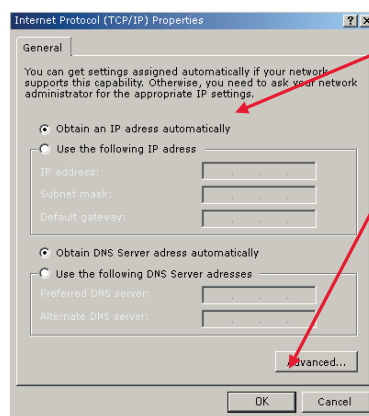 Internet Protocol (TCP/IP) Properties
General
You can get settings assigned automatically if your network
supports this capability. Otherwise, you need to ask your network
administrator for the appropriate IP settings.
Obtain an IP adress automatically
Use the following IP adress
IP address:
Subnet mask:
Default gateway:
Obtain DNS Server adress automatically
Use the following DNS Server adresses
Preferred DNS server:
Alternate DNS server:
Advanced...
OK Cancel